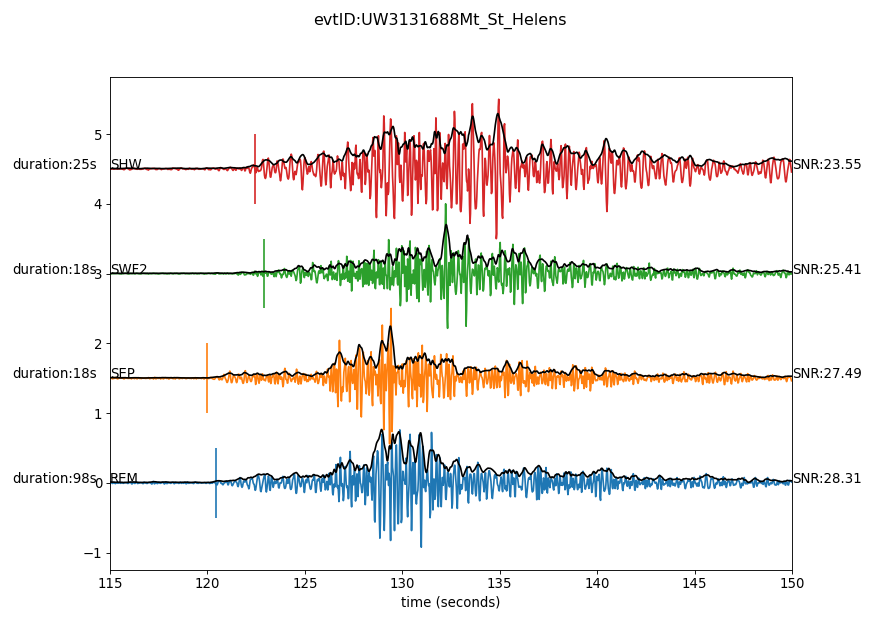 evtID:UW3131688Mt_St_Helens
5
duration:25s SHW SNR:23.55
4
duration:18s 3 SWF2 SNR:25.41
2
duration:18s SEP SNR:27.49
1
duration:98s 0 REM SNR:28.31
−1
115 120 125 130 135 140 145 150
time (seconds)